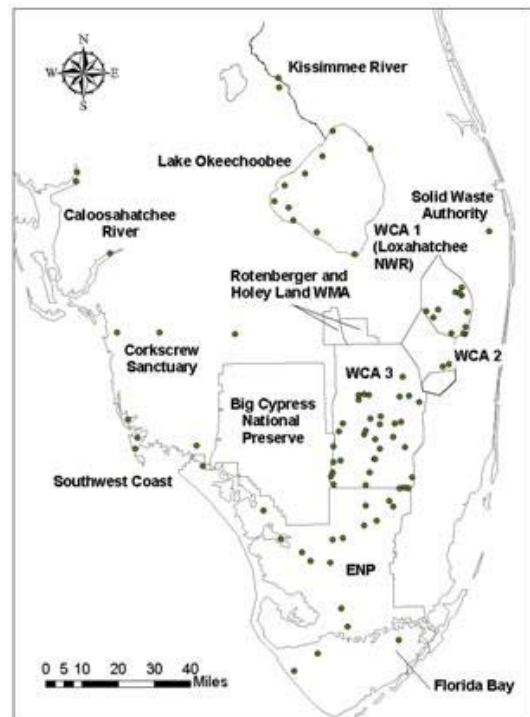 N
W E
S
Kissimmee River
Lake Okeechobee
Solid Waste
Authority
Caloosahatchee
River
WCA 1
(Loxahatchee
NWR)
Rotenberger and
Holey Land WMA
Corkscrew
Sanctuary
WCA 3
WCA 2
Big Cypress
National
Preserve
Southwest Coast
ENP
0 5 10 20 30 40
Miles
Florida Bay